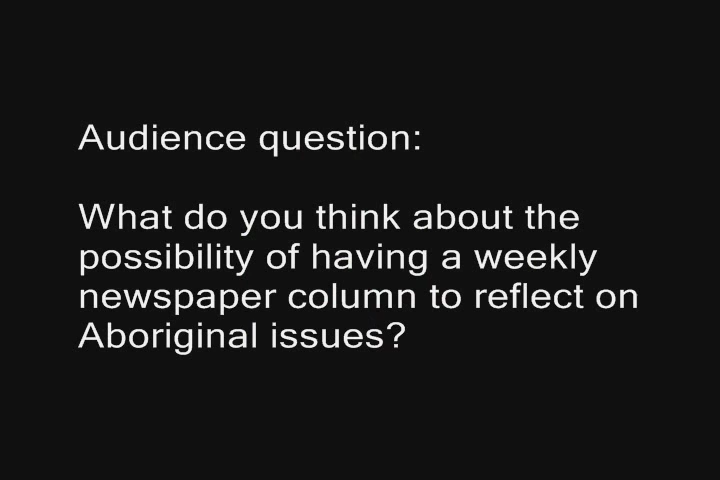 Audience question:
What do you think about the
possibility of having a weekly
newspaper column to reflect on
Aboriginal issues?